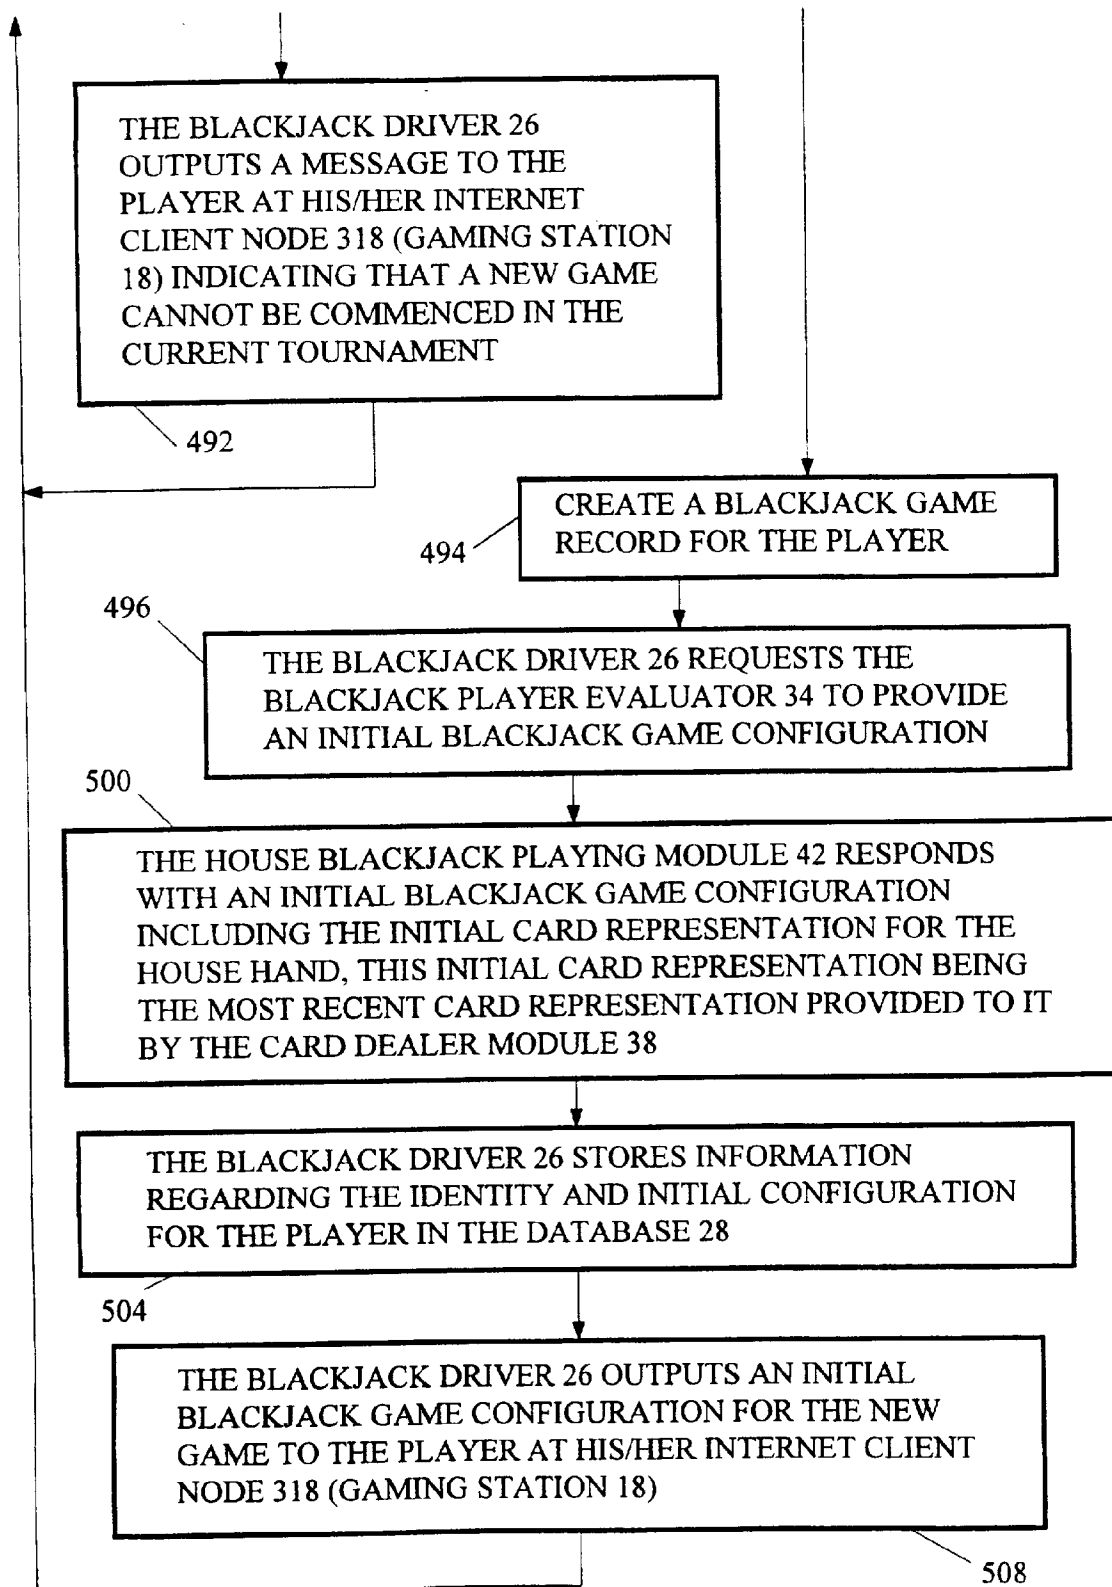 THE BLACKJACK DRIVER 26
OUTPUTS A MESSAGE TO THE
PLAYER AT HIS/HER INTERNET
CLIENT NODE 318 (GAMING STATION
18) INDICATING THAT A NEW GAME
CANNOT BE COMMENCED IN THE
CURRENT TOURNAMENT
492
494
CREATE A BLACKJACK GAME
RECORD FOR THE PLAYER
496
THE BLACKJACK DRIVER 26 REQUESTS THE
BLACKJACK PLAYER EVALUATOR 34 TO PROVIDE
AN INITIAL BLACKJACK GAME CONFIGURATION
500
THE HOUSE BLACKJACK PLAYING MODULE 42 RESPONDS
WITH AN INITIAL BLACKJACK GAME CONFIGURATION
INCLUDING THE INITIAL CARD REPRESENTATION FOR THE
HOUSE HAND, THIS INITIAL CARD REPRESENTATION BEING
THE MOST RECENT CARD REPRESENTATION PROVIDED TO IT
BY THE CARD DEALER MODULE 38
THE BLACKJACK DRIVER 26 STORES INFORMATION
REGARDING THE IDENTITY AND INITIAL CONFIGURATION
FOR THE PLAYER IN THE DATABASE 28
504
THE BLACKJACK DRIVER 26 OUTPUTS AN INITIAL
BLACKJACK GAME CONFIGURATION FOR THE NEW
GAME TO THE PLAYER AT HIS/HER INTERNET CLIENT
NODE 318 (GAMING STATION 18)
508